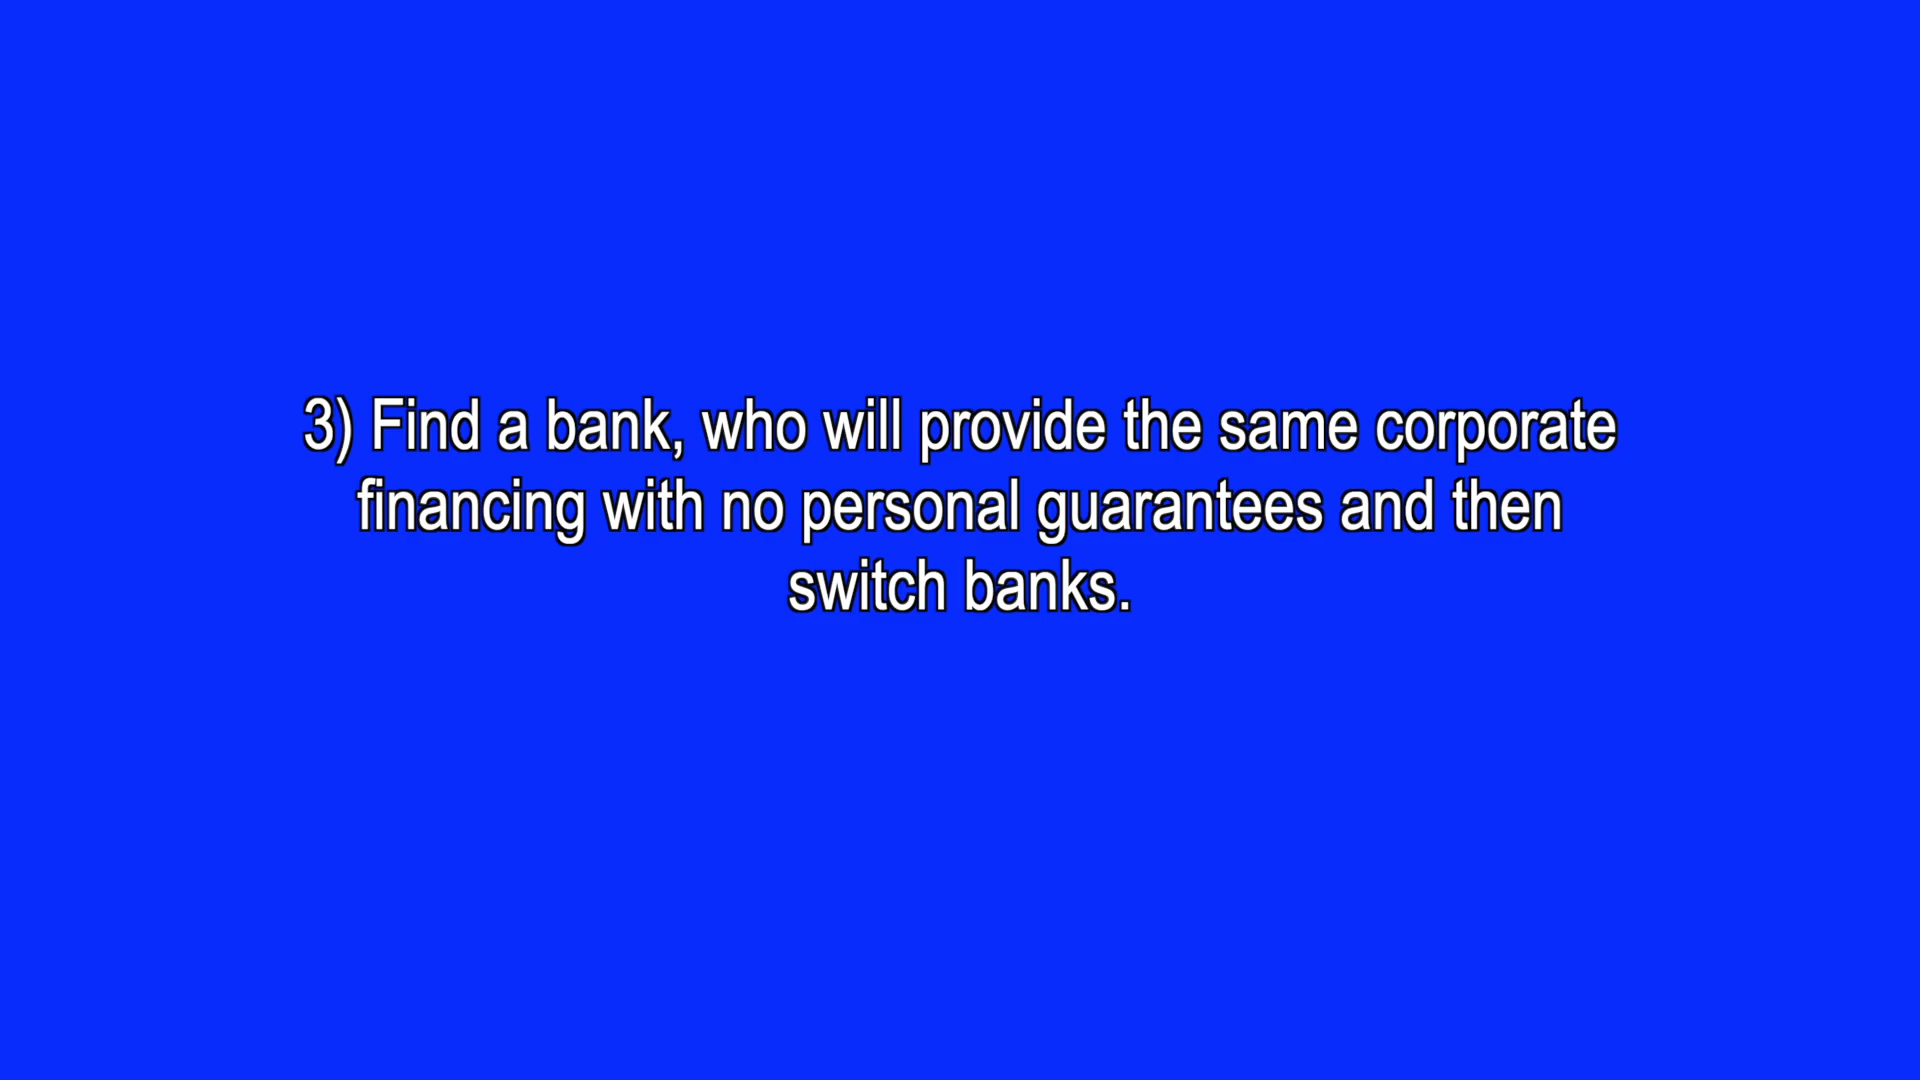 3) Find a bank, who will provide the same corporate
financing with no personal guarantees and then
switch banks.